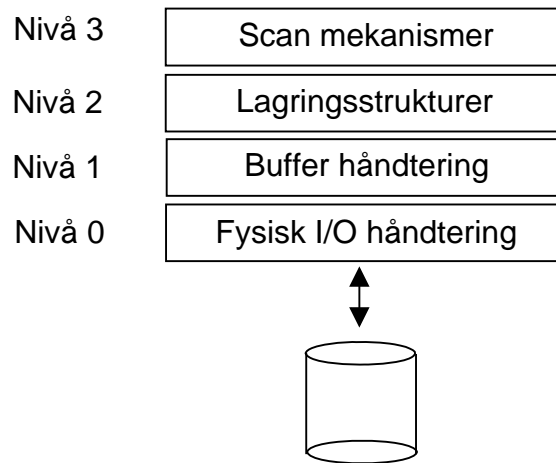 Nivå 3 Scan mekanismer
Nivå 2 Lagringsstrukturer
Nivå 1 Buffer håndtering
Nivå 0 Fysisk I/O håndtering